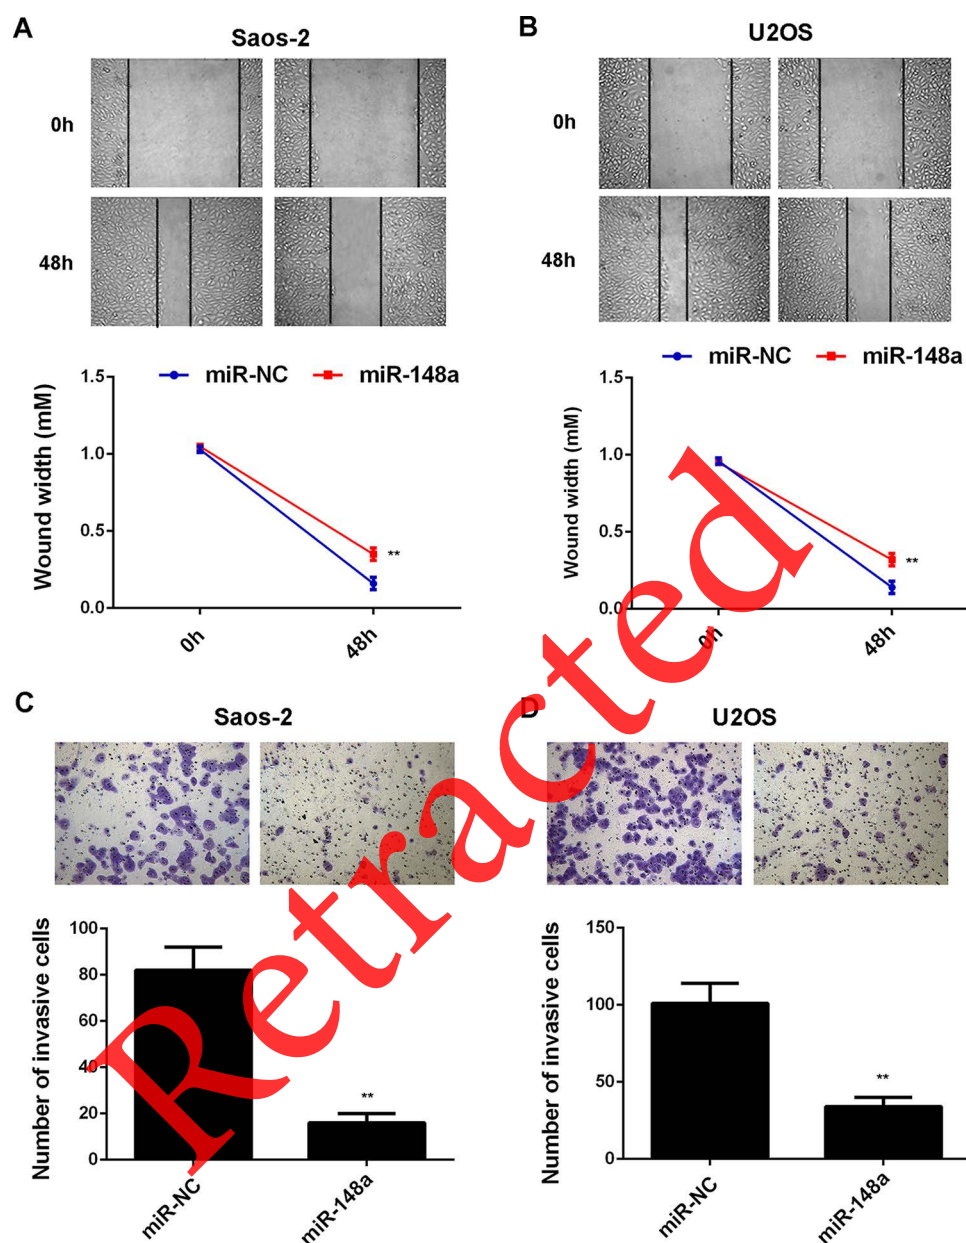 A
Saos-2
0h
48h
miR-NC
miR-148a
Wound width (mM)
1.5
1.0
0.5
0.0
**
0h
48h
B
U2OS
0h
48h
miR-NC
miR-148a
Wound width (mM)
1.5
1.0
0.5
0.0
**
0h
48h
C
Saos-2
Number of invasive cells
100
80
60
40
20
0
**
miR-NC
miR-148a
D
U2OS
Number of invasive cells
150
100
50
0
**
miR-NC
miR-148a
Retracted